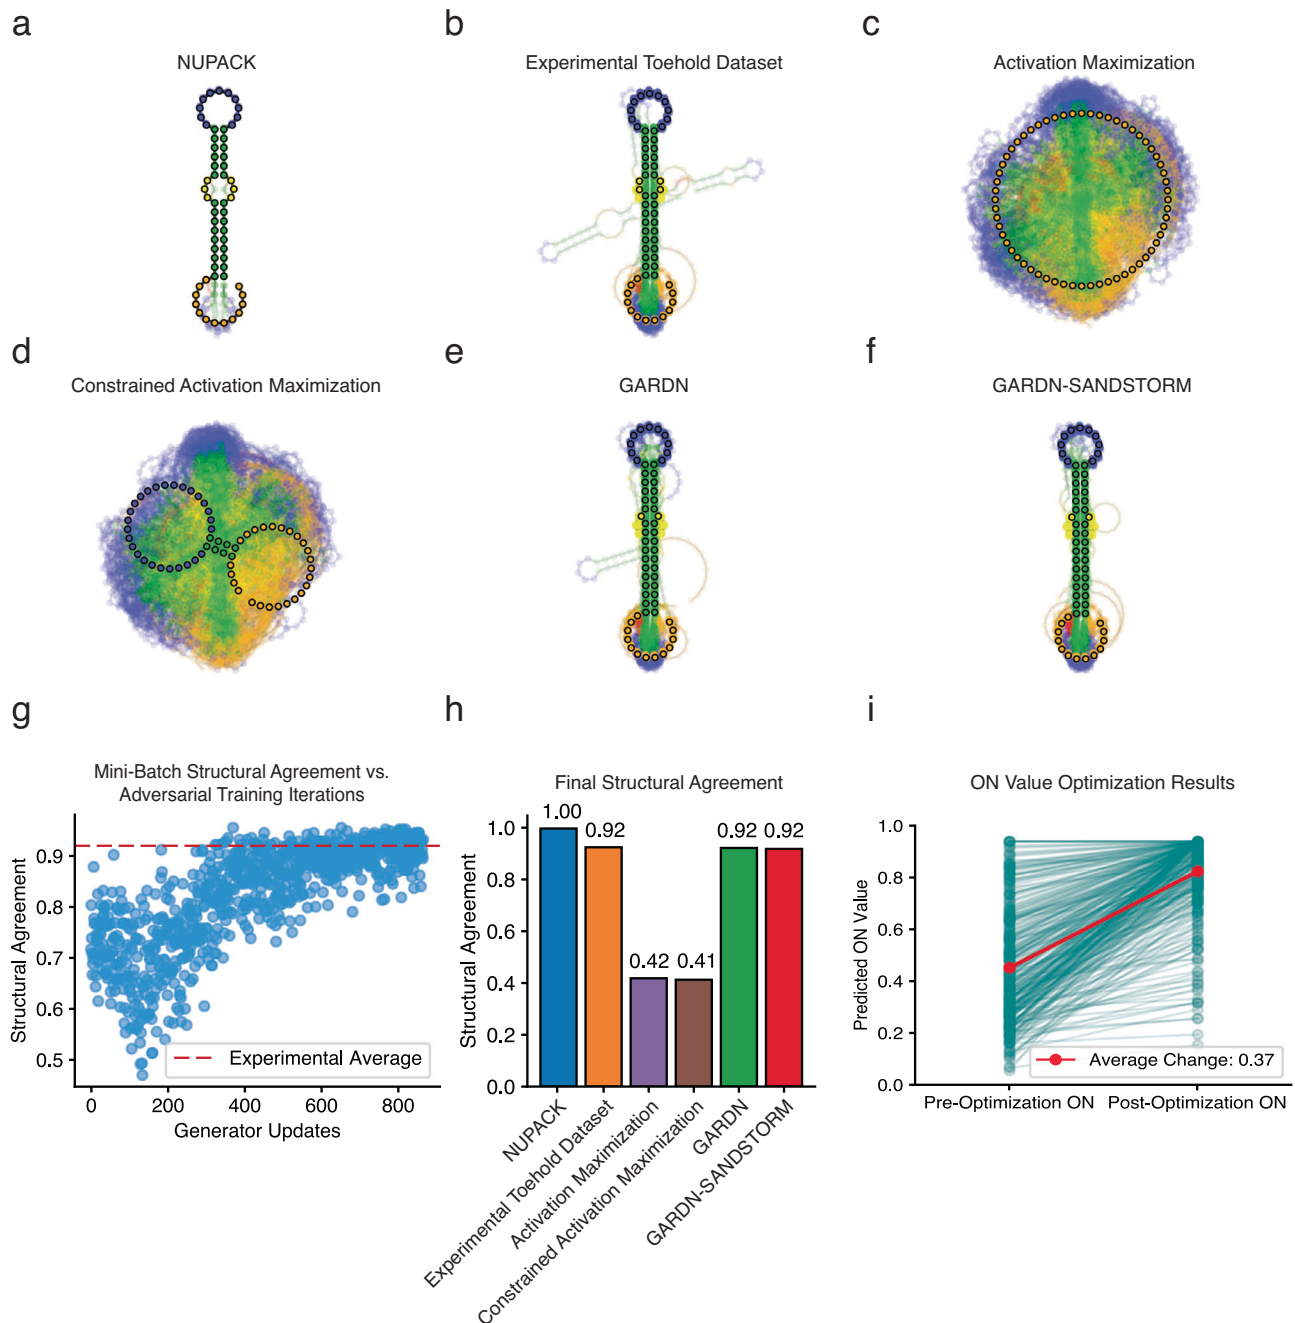 a
NUPACK
b
Experimental Toehold Dataset
c
Activation Maximization
d
Constrained Activation Maximization
e
GARDN
f
GARDN-SANDSTORM
g
Mini-Batch Structural Agreement vs.
Adversarial Training Iterations
Structural Agreement
0.9
0.8
0.7
0.6
0.5
Experimental Average
0
200
400
600
800
Generator Updates
h
Final Structural Agreement
Structural Agreement
1.0
0.8
0.6
0.4
0.2
0.0
1.00
0.92
0.42
0.41
0.92
0.92
NUPACK
Experimental Toehold Dataset
Activation Maximization
Constrained Activation Maximization
GARDN
GARDN-SANDSTORM
i
ON Value Optimization Results
Predicted ON Value
1.0
0.8
0.6
0.4
0.2
0.0
Average Change: 0.37
Pre-Optimization ON
Post-Optimization ON